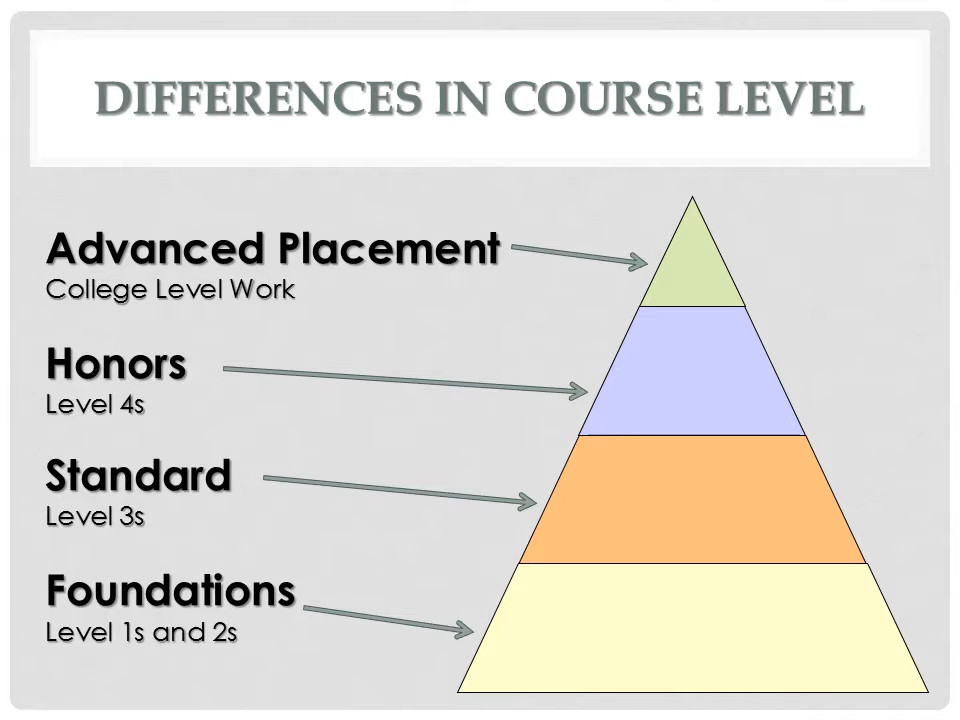 DIFFERENCES IN COURSE LEVEL
Advanced Placement
College Level Work
Honors
Level 4s
Standard
Level 3s
Foundations
Level 1s and 2s